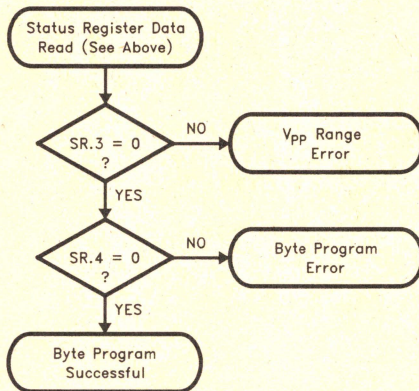 Status Register Data
Read (See Above)
SR.3 = 0
?
NO
VPP Range
Error
YES
SR.4 = 0
?
NO
Byte Program
Error
YES
Byte Program
Successful